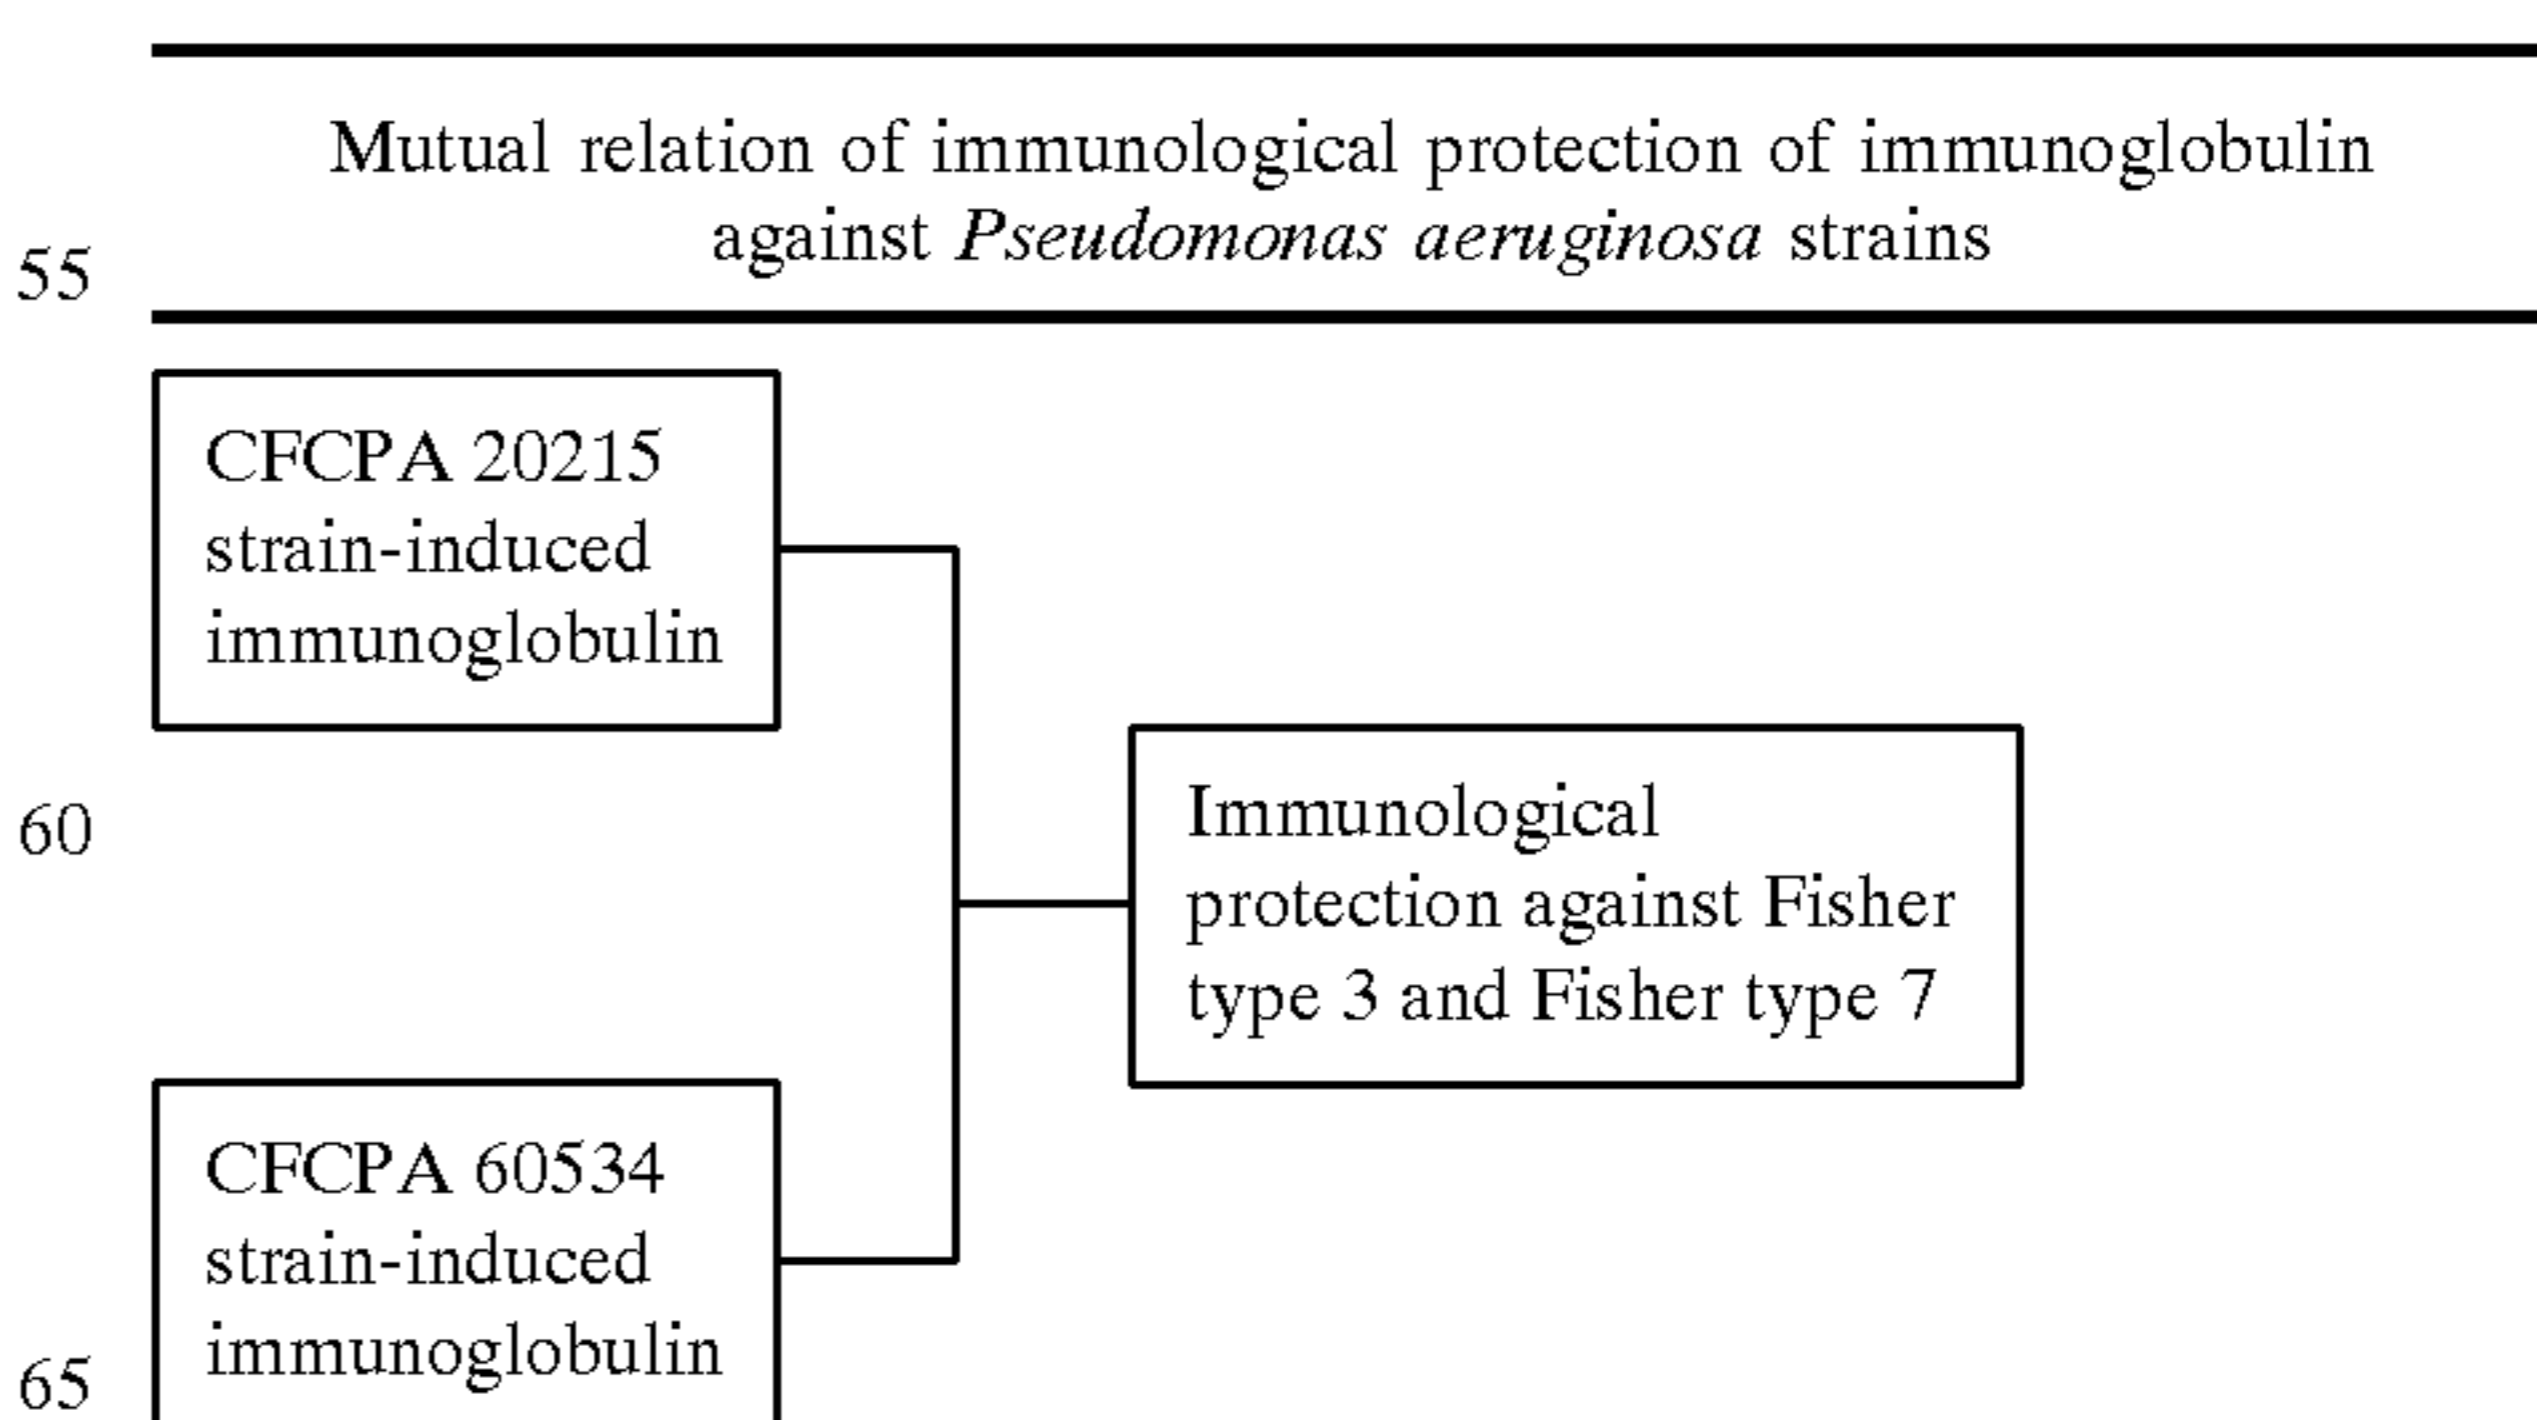 Mutual relation of immunological protection of immunoglobulin
against Pseudomonas aeruginosa strains
55
CFCPA 20215
strain-induced
immunoglobulin
60
Immunological
protection against Fisher
type 3 and Fisher type 7
CFCPA 60534
strain-induced
immunoglobulin
65